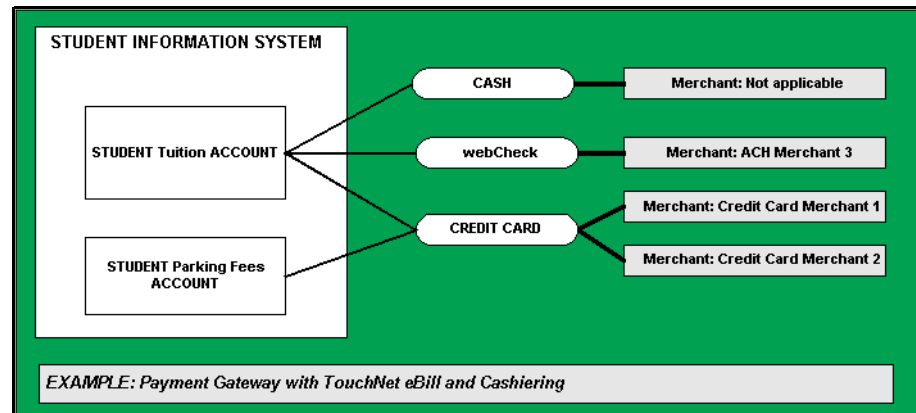 STUDENT INFORMATION SYSTEM
STUDENT Tuition ACCOUNT
STUDENT Parking Fees
ACCOUNT
CASH
webCheck
CREDIT CARD
Merchant: Not applicable
Merchant: ACH Merchant 3
Merchant: Credit Card Merchant 1
Merchant: Credit Card Merchant 2
EXAMPLE: Payment Gateway with TouchNet eBill and Cashiering